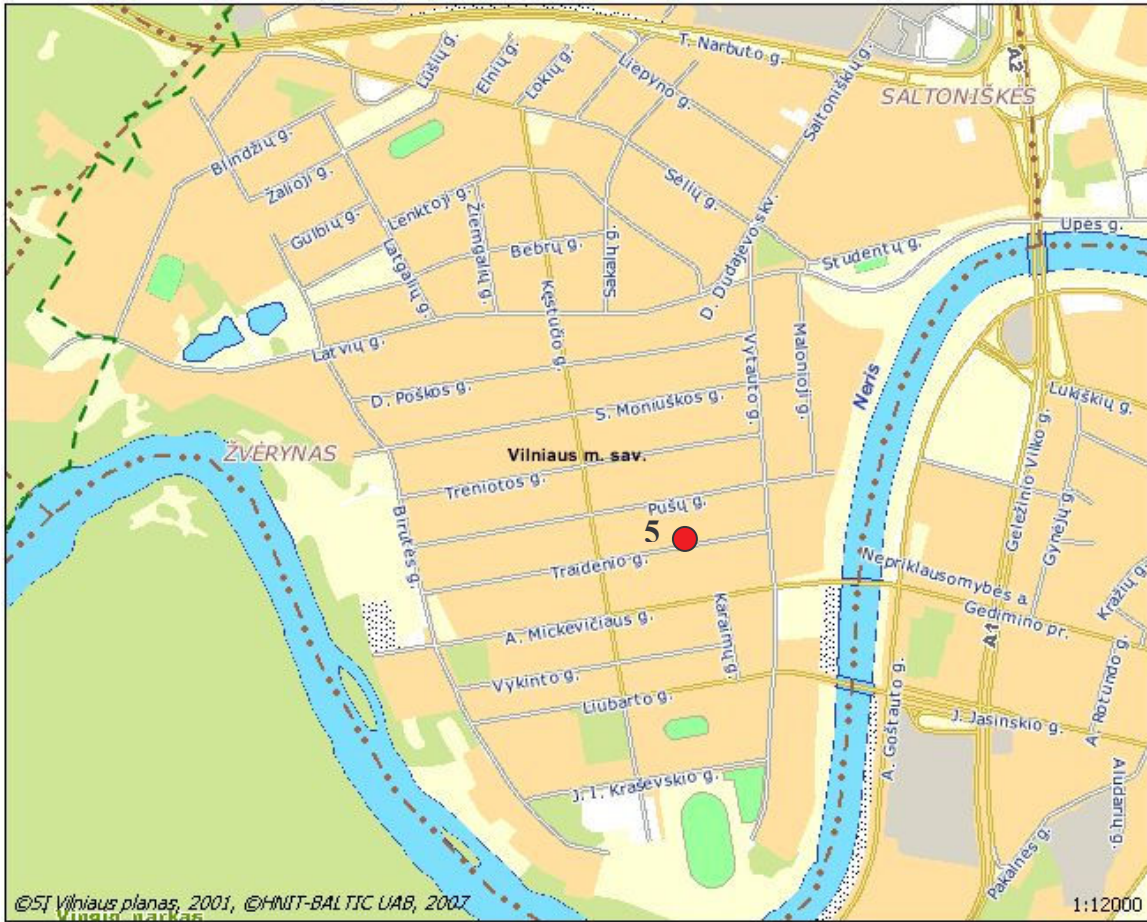 Lūšių g.
Elnių g.
Lokių g.
Liepyno g.
T. Narbuto g.
Saltoniškių g.
A2
SALTONIŠKĖS
Blindžių g.
Žalioji g.
Gulbių g.
Lenktoji g.
Žiemgalių g.
Latgalių g.
Bebrų g.
Sakalų g.
Sėlių g.
D. Dudajevo skv.
Studentų g.
Upės g.
Kęstučio g.
Latvių g.
D. Poškos g.
S. Moniuškos g.
Vytauto g.
Malonioji g.
Neris
Lukiškių g.
ŽVĖRYNAS
Vilniaus m. sav.
Treniotos g.
Birutės g.
Pušų g.
5
Traidenio g.
Geležinio Vilko g.
Gynėjų g.
Nepriklausomybės a.
Gedimino pr.
Kražių g.
A. Mickevičiaus g.
Karaimų g.
A1
Vykinto g.
Liubarto g.
A. Goštauto g.
J. Jasinskio g.
A. Rotundo g.
J. I. Kraševskio g.
Aludarių g.
Pakalnės g.
©SĮ Vilniaus planas, 2001, ©HNIT-BALTIC UAB, 2007
Vingio parkas
1:12000